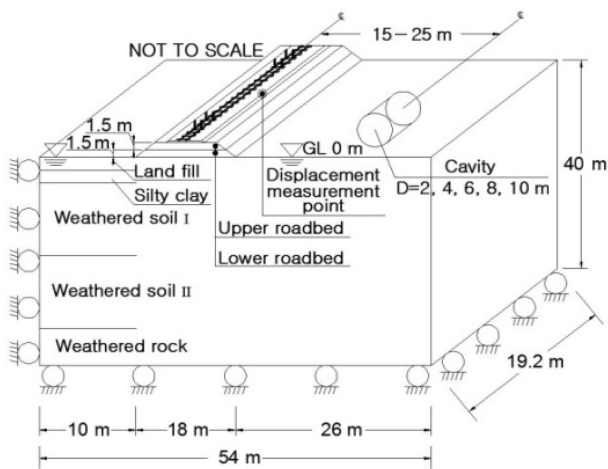 ℄
℄
15-25 m
NOT TO SCALE
1.5 m
1.5 m
GL 0 m
Land fill
Silty clay
Displacement
measurement
point
Cavity
D=2, 4, 6, 8, 10 m
40 m
Weathered soil I
Upper roadbed
Lower roadbed
Weathered soil II
Weathered rock
19.2 m
10 m
18 m
26 m
54 m